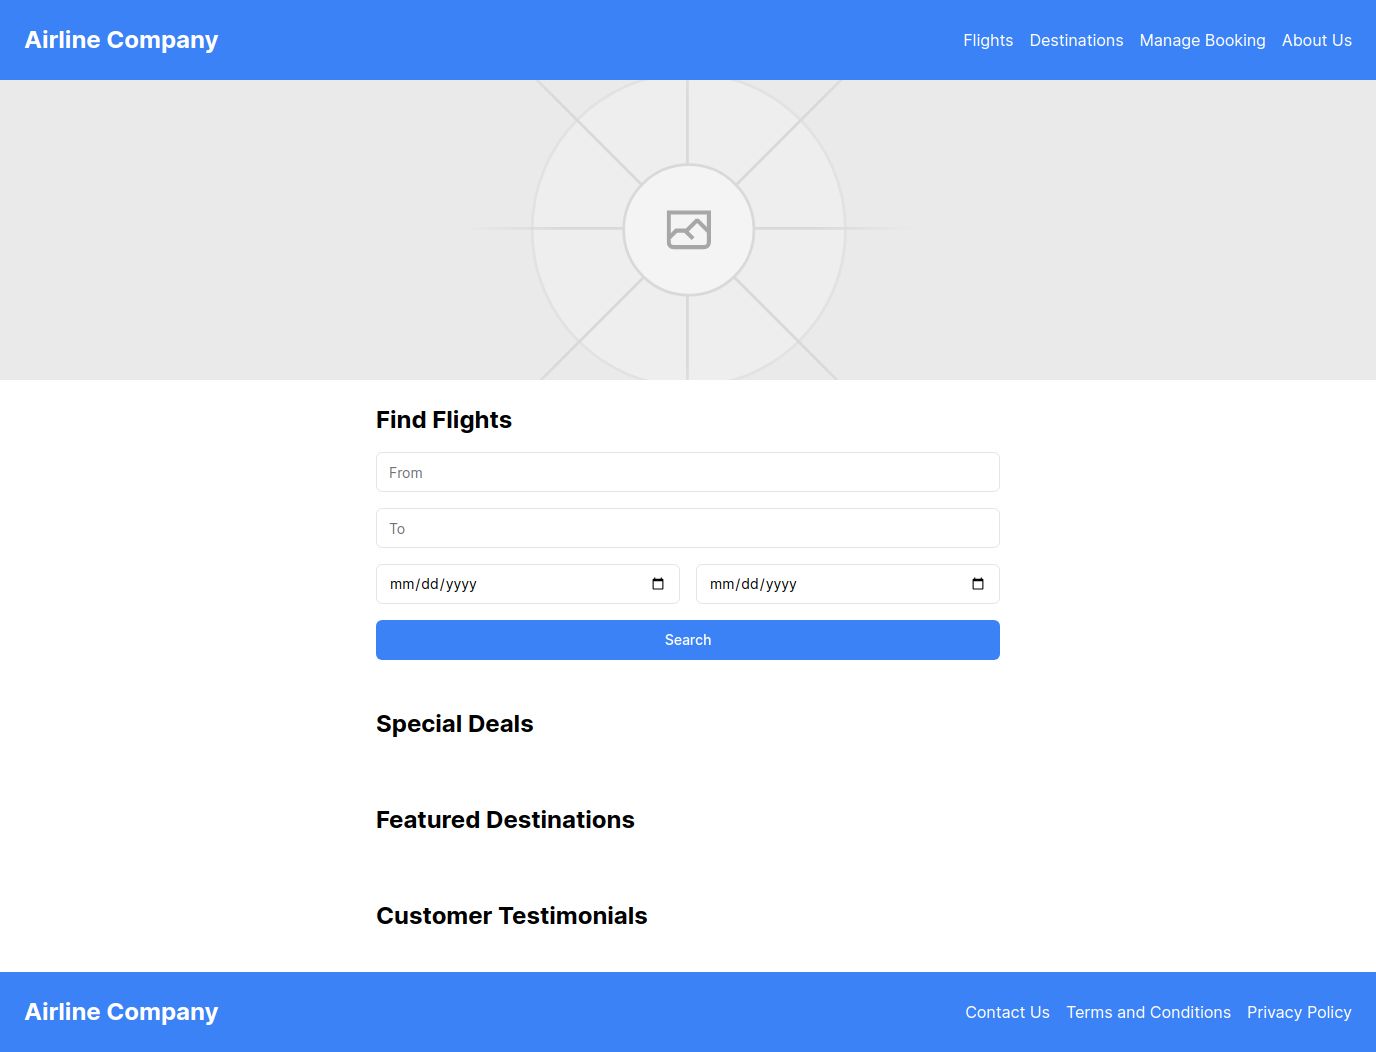 Airline Company
Flights Destinations Manage Booking About Us
Find Flights
From
To
mm/dd/yyyy mm/dd/yyyy
Search
Special Deals
Featured Destinations
Customer Testimonials
Airline Company
Contact Us Terms and Conditions Privacy Policy